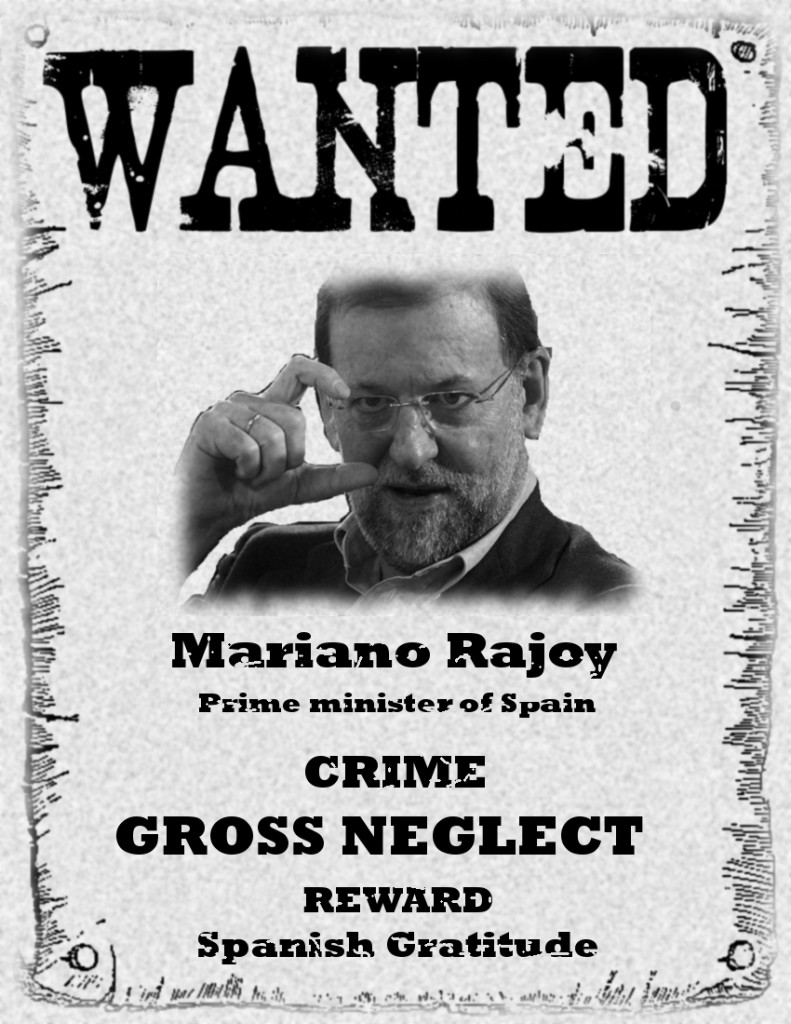 WANTED
Mariano Rajoy
Prime minister of Spain
CRIME
GROSS NEGLECT
REWARD
Spanish Gratitude